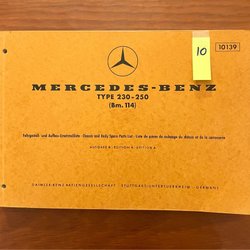 10
10139
MERCEDES-BENZ
TYPE 230-250
(Bm. 114)
Fahrgestell- und Aufbau-Ersatzteilliste · Chassis and Body Spare Parts List · Liste de pièces de rechange du châssis et de la carrosserie
AUSGABE A · EDITION A · EDITION A
DAIMLER-BENZ AKTIENGESELLSCHAFT · STUTTGART-UNTERTÜRKHEIM · GERMANY